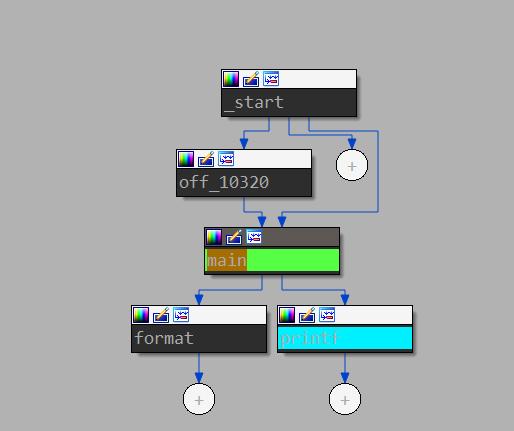 _start
+
off_10320
main
format
printf
+
+